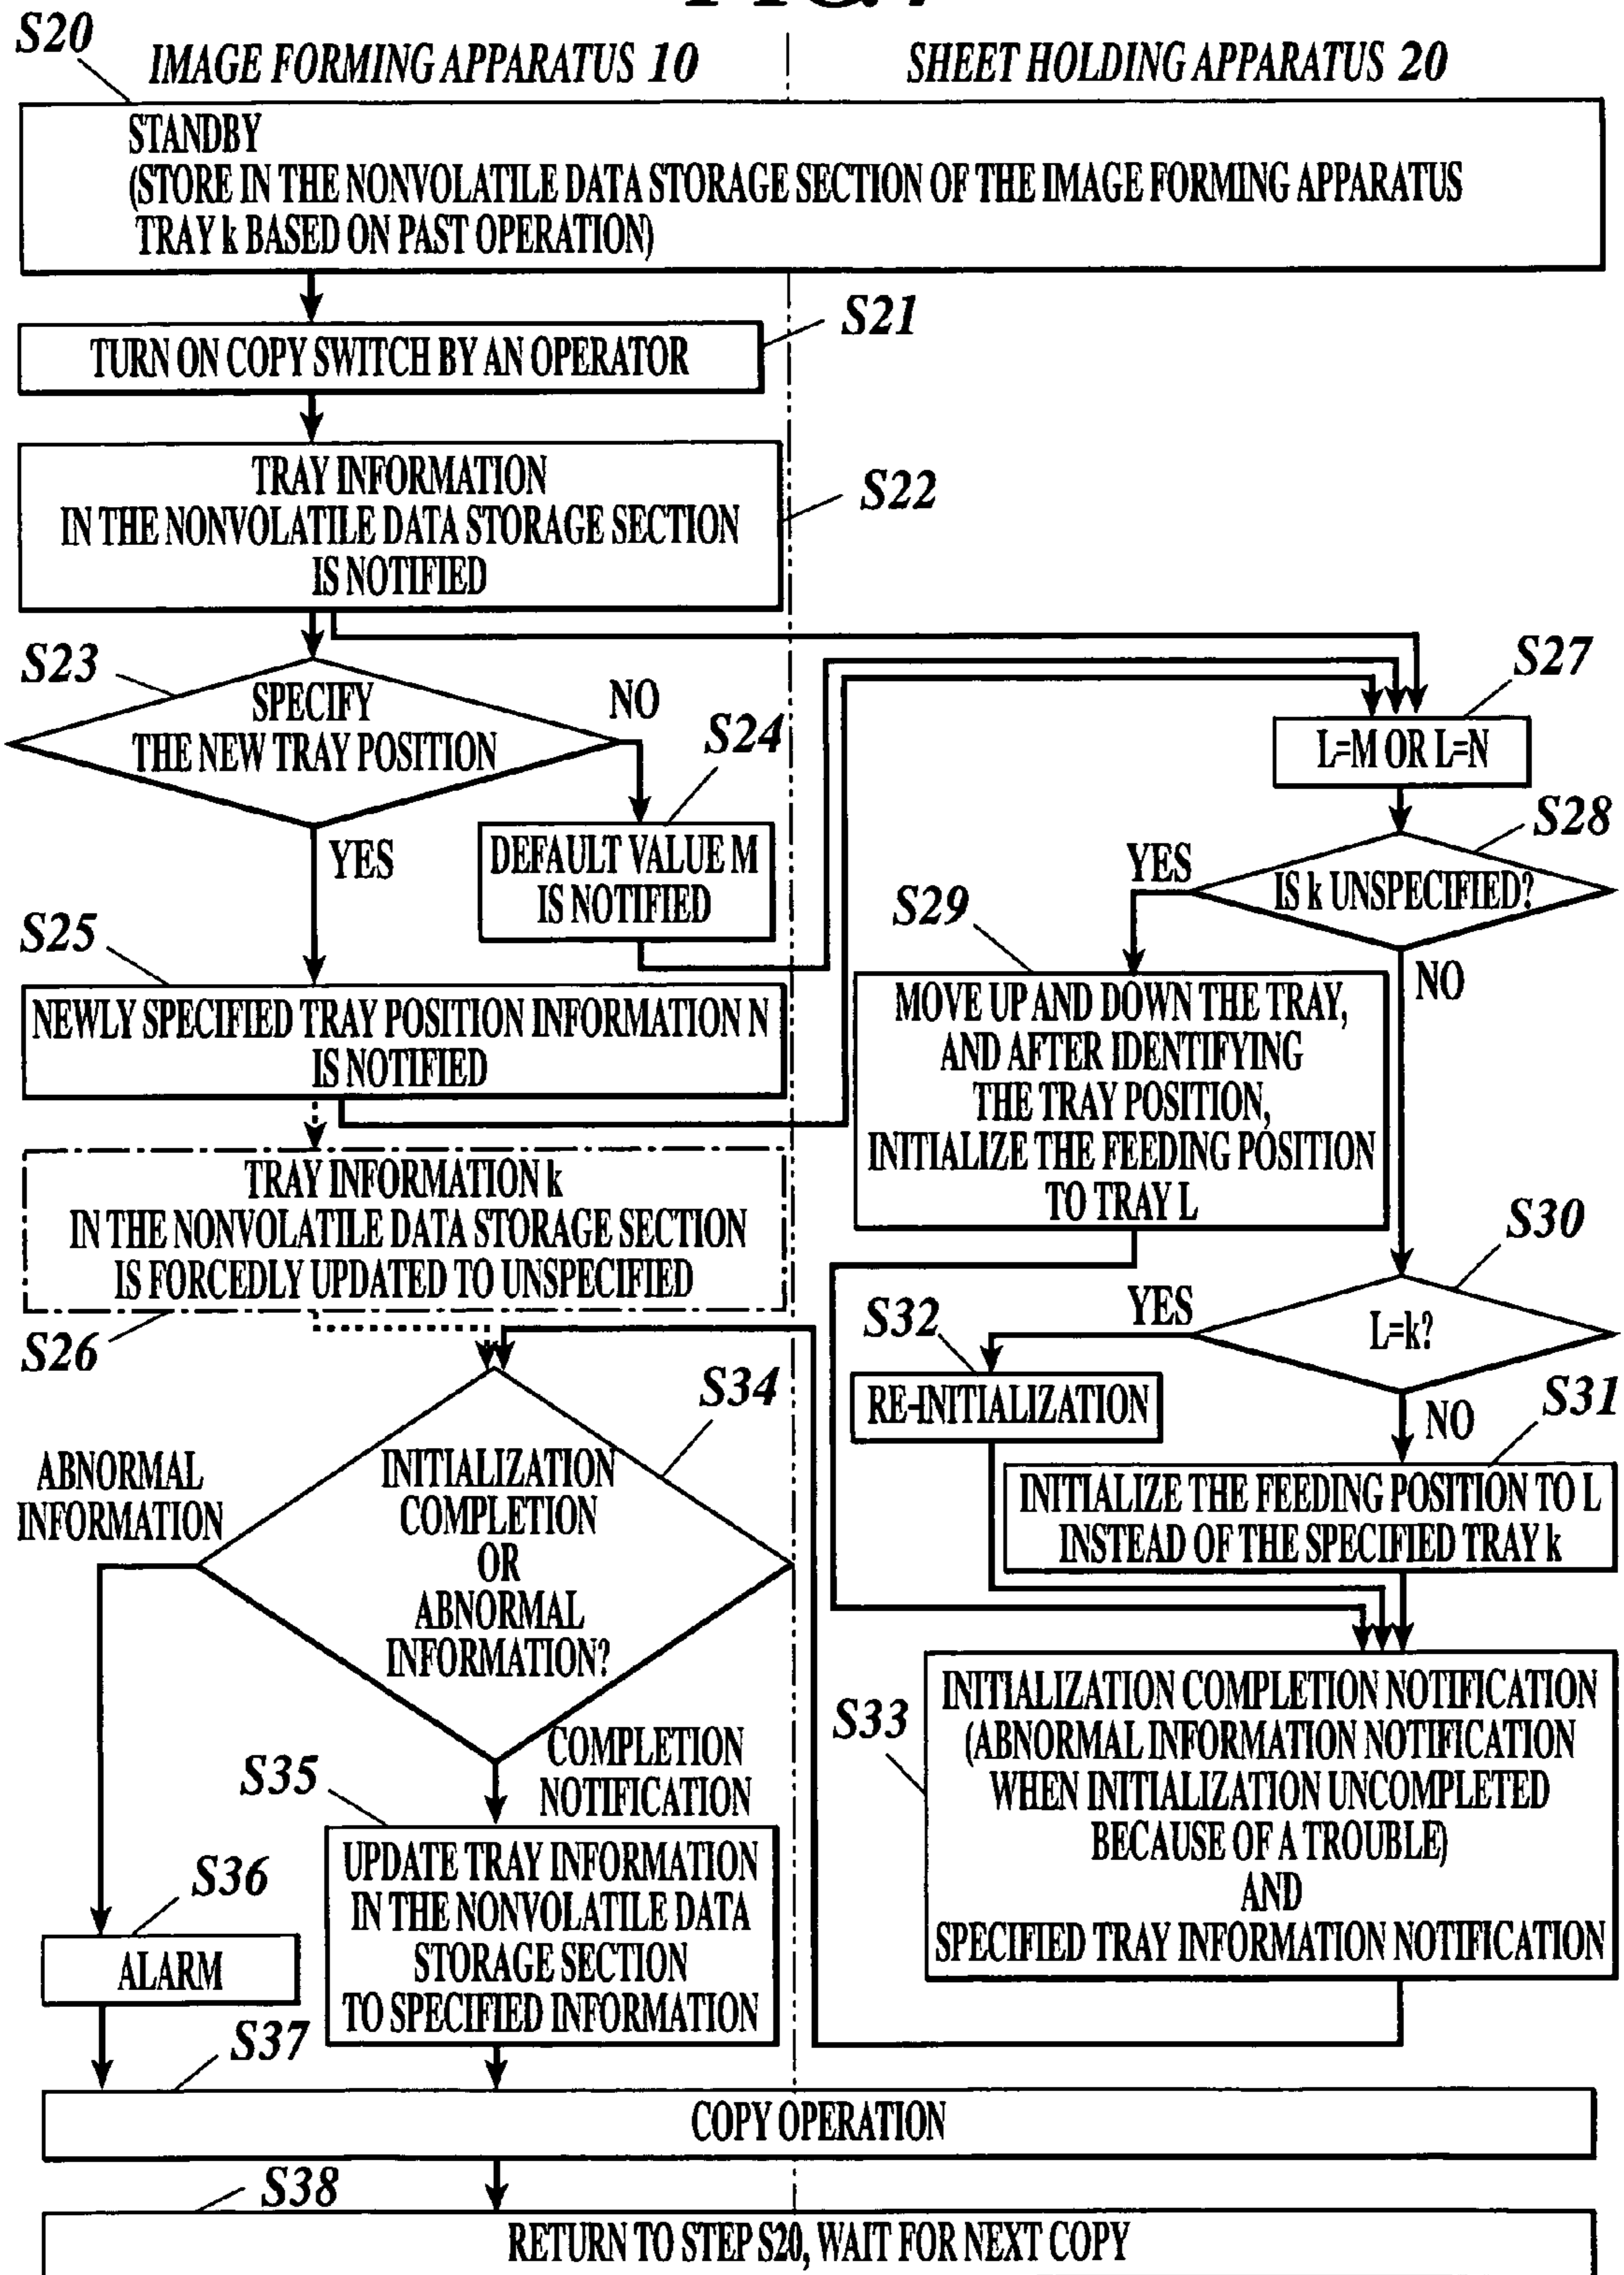 S20
IMAGE FORMING APPARATUS 10
SHEET HOLDING APPARATUS 20
STANDBY
(STORE IN THE NONVOLATILE DATA STORAGE SECTION OF THE IMAGE FORMING APPARATUS
TRAY k BASED ON PAST OPERATION)
S21
TURN ON COPY SWITCH BY AN OPERATOR
S22
TRAY INFORMATION
IN THE NONVOLATILE DATA STORAGE SECTION
IS NOTIFIED
S23
SPECIFY
THE NEW TRAY POSITION
NO
YES
S24
DEFAULT VALUE M
IS NOTIFIED
S25
NEWLY SPECIFIED TRAY POSITION INFORMATION N
IS NOTIFIED
TRAY INFORMATION k
IN THE NONVOLATILE DATA STORAGE SECTION
IS FORCEDLY UPDATED TO UNSPECIFIED
S26
S27
L=M OR L=N
S28
IS k UNSPECIFIED?
YES
NO
S29
MOVE UP AND DOWN THE TRAY,
AND AFTER IDENTIFYING
THE TRAY POSITION,
INITIALIZE THE FEEDING POSITION
TO TRAY L
S30
L=k?
YES
NO
S32
RE-INITIALIZATION
S31
INITIALIZE THE FEEDING POSITION TO L
INSTEAD OF THE SPECIFIED TRAY k
S33
INITIALIZATION COMPLETION NOTIFICATION
(ABNORMAL INFORMATION NOTIFICATION
WHEN INITIALIZATION UNCOMPLETED
BECAUSE OF A TROUBLE)
AND
SPECIFIED TRAY INFORMATION NOTIFICATION
S34
INITIALIZATION
COMPLETION
OR
ABNORMAL
INFORMATION?
ABNORMAL
INFORMATION
COMPLETION
NOTIFICATION
S35
UPDATE TRAY INFORMATION
IN THE NONVOLATILE DATA
STORAGE SECTION
TO SPECIFIED INFORMATION
S36
ALARM
S37
COPY OPERATION
S38
RETURN TO STEP S20, WAIT FOR NEXT COPY